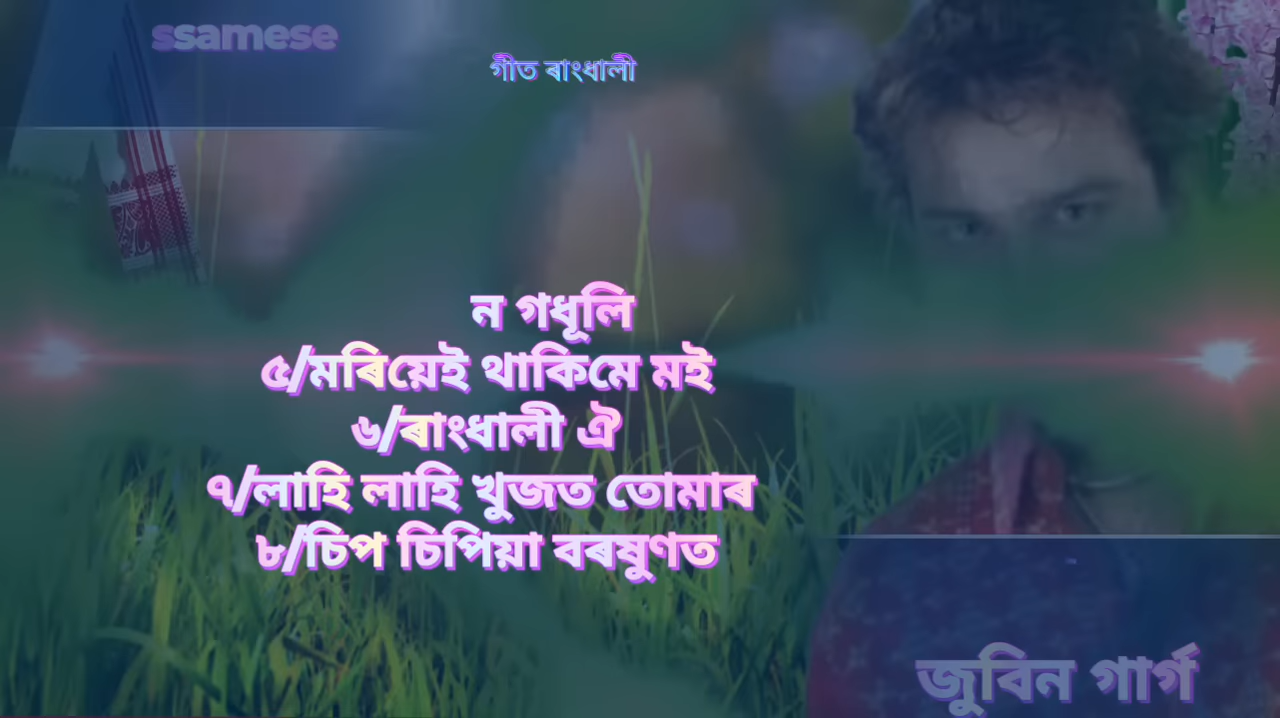 ssamese
গীত ৰাংধালী
ন গধূলি
৫/মৰিয়েই থাকিমে মই
৬/ৰাংধালী ঐ
৭/লাহি লাহি খুজত তোমাৰ
৮/চিপ চিপিয়া বৰষুণত
জুবিন গাৰ্গ